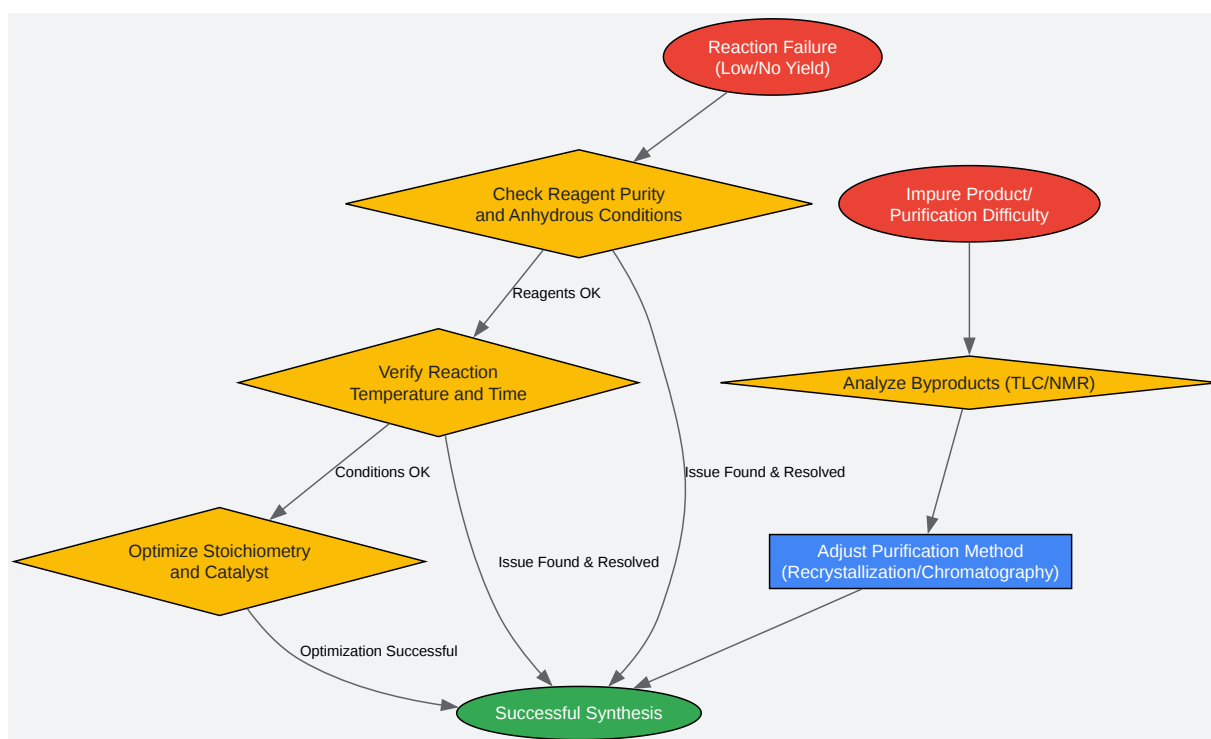 Reaction Failure
(Low/No Yield)
Check Reagent Purity
and Anhydrous Conditions
Impure Product/
Purification Difficulty
Reagents OK
Verify Reaction
Temperature and Time
Analyze Byproducts (TLC/NMR)
Conditions OK
Issue Found & Resolved
Optimize Stoichiometry
and Catalyst
Issue Found & Resolved
Adjust Purification Method
(Recrystallization/Chromatography)
Optimization Successful
Successful Synthesis